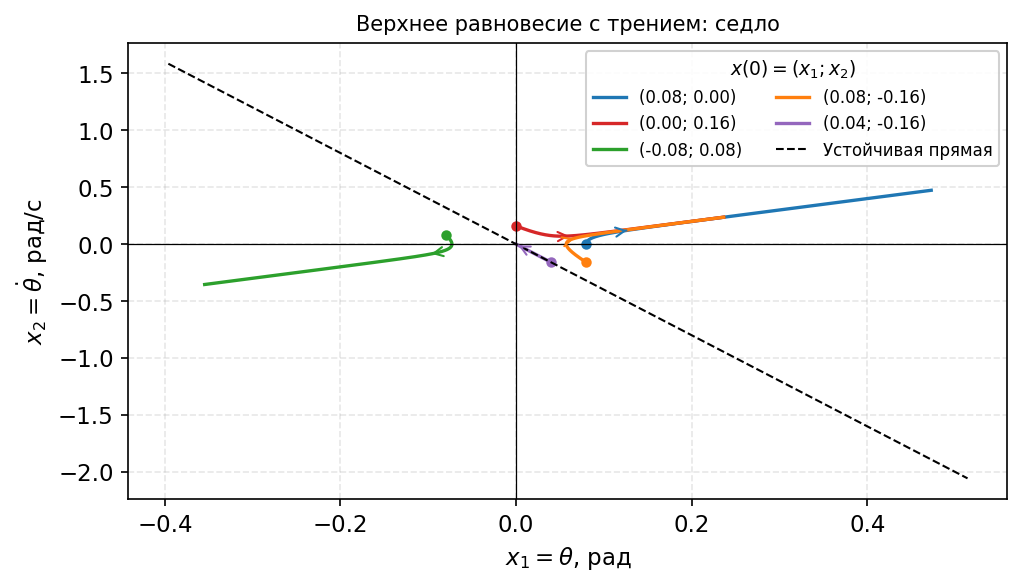 Верхнее равновесие с трением: седло
x(0) = (x₁; x₂)
(0.08; 0.00)
(0.00; 0.16)
(-0.08; 0.08)
(0.08; -0.16)
(0.04; -0.16)
Устойчивая прямая
x₂ = θ̇, рад/с
1.5
1.0
0.5
0.0
−0.5
−1.0
−1.5
−2.0
−0.4 −0.2 0.0 0.2 0.4
x₁ = θ, рад